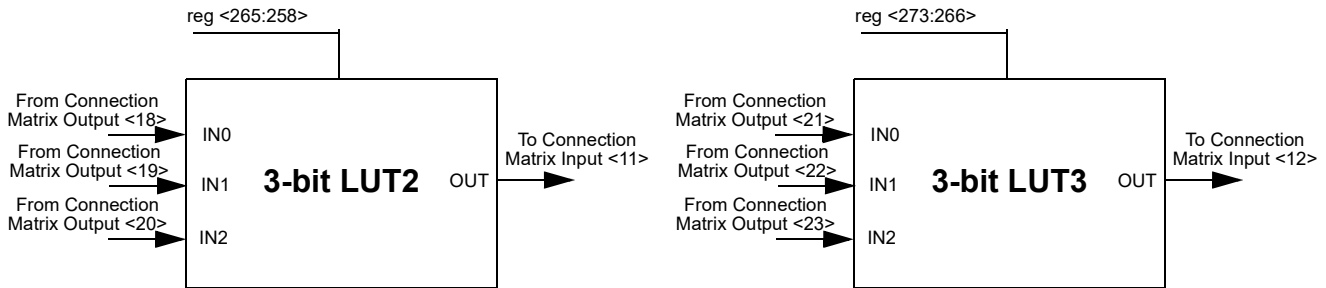 reg <265:258>
From Connection
Matrix Output <18>
IN0
From Connection
Matrix Output <19>
IN1
From Connection
Matrix Output <20>
IN2
3-bit LUT2
OUT
To Connection
Matrix Input <11>
reg <273:266>
From Connection
Matrix Output <21>
IN0
From Connection
Matrix Output <22>
IN1
From Connection
Matrix Output <23>
IN2
3-bit LUT3
OUT
To Connection
Matrix Input <12>